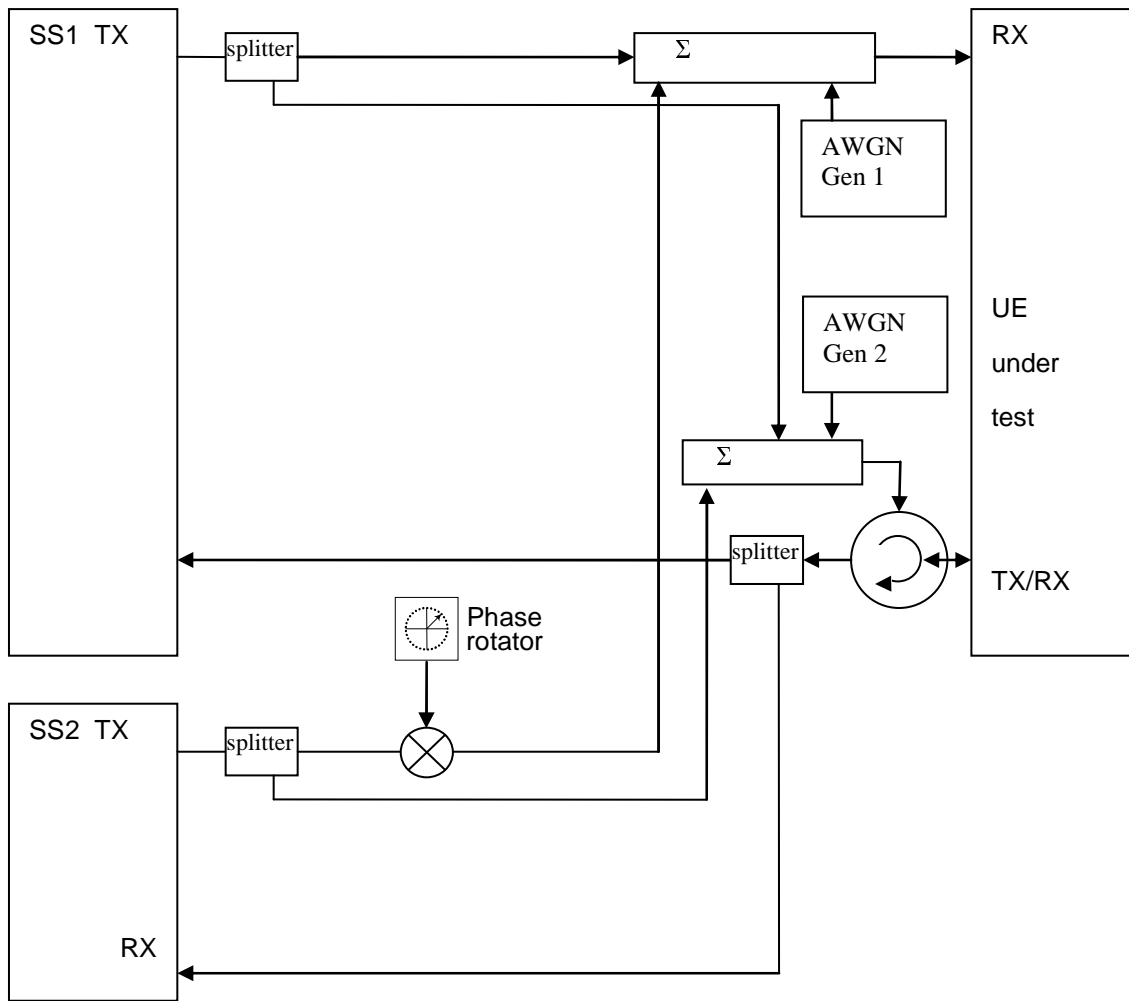 SS1 TX
splitter
Σ
RX
AWGN
Gen 1
AWGN
Gen 2
UE
under
test
Σ
splitter
TX/RX
Phase
rotator
SS2 TX
splitter
RX